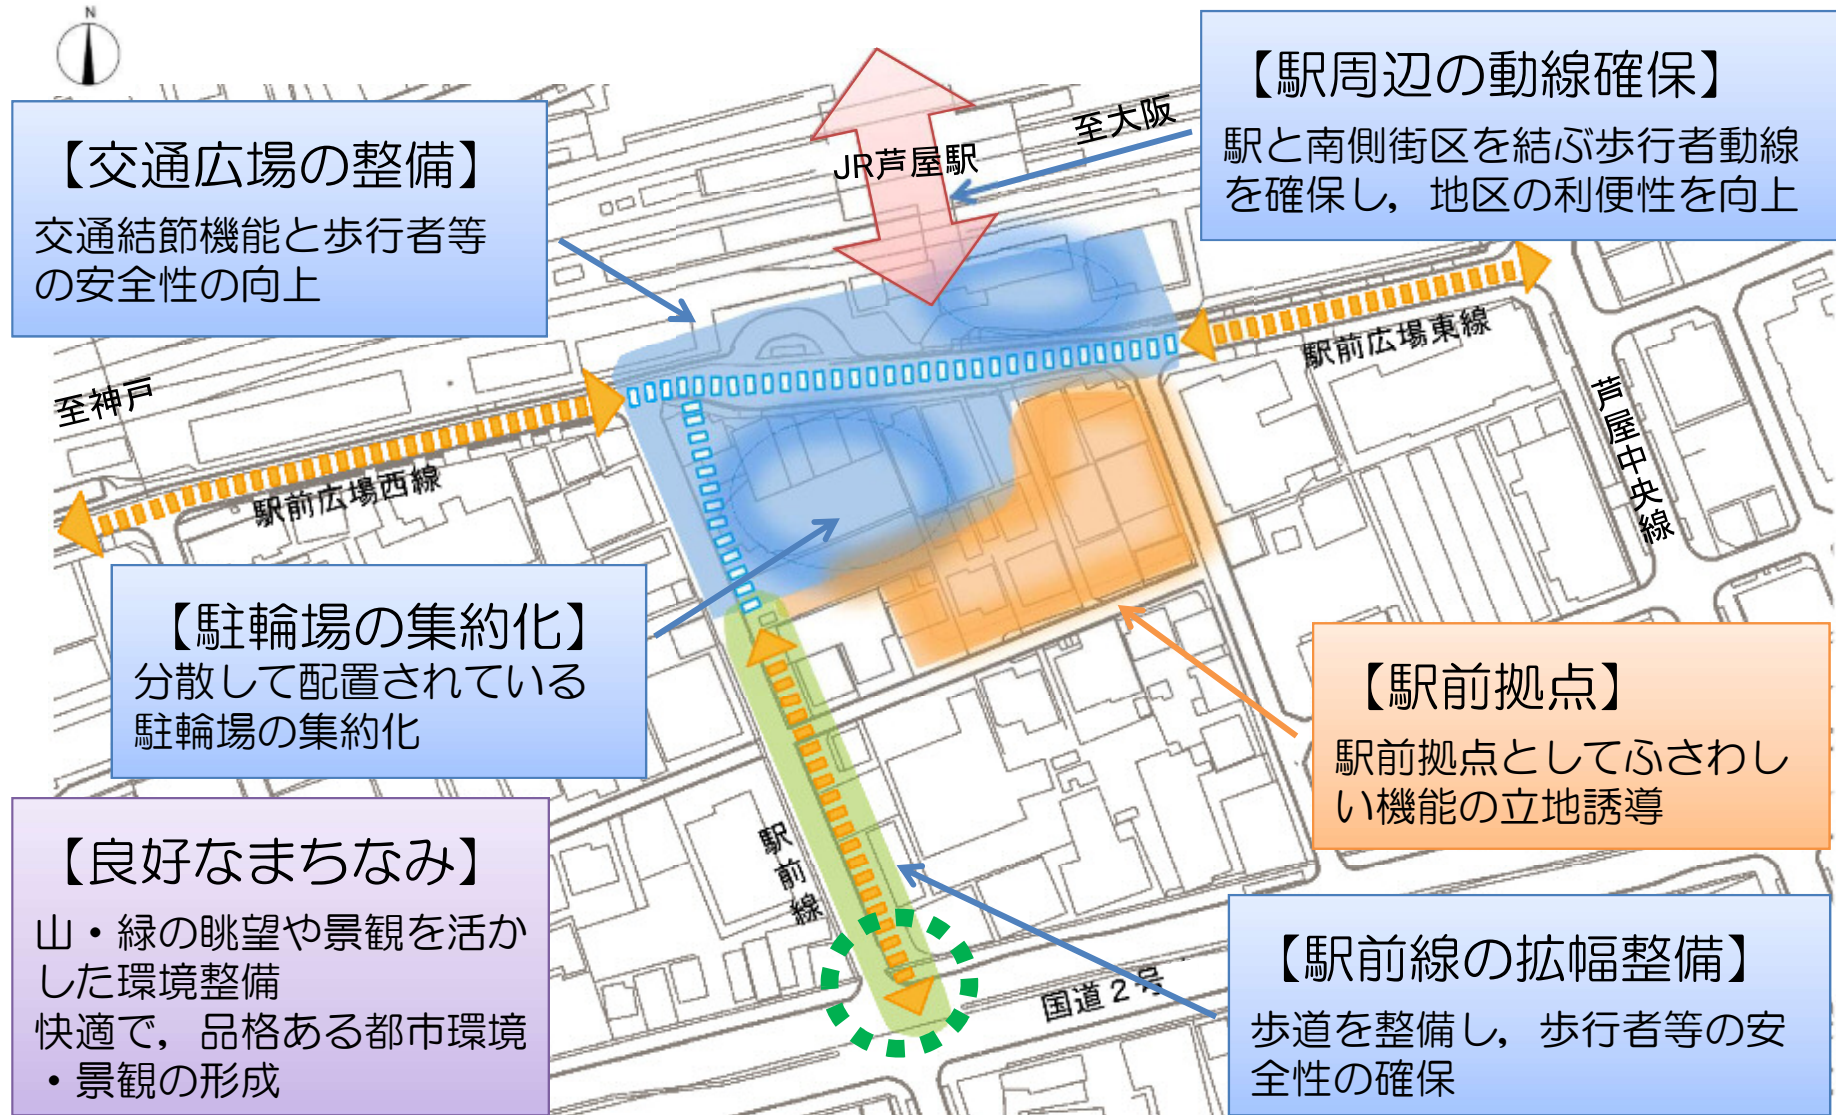 N
【交通広場の整備】
交通結節機能と歩行者等
の安全性の向上
【駅周辺の動線確保】
駅と南側街区を結ぶ歩行者動線
を確保し，地区の利便性を向上
至大阪
JR芦屋駅
至神戸
駅前広場西線
駅前広場東線
芦屋中央線
【駐輪場の集約化】
分散して配置されている
駐輪場の集約化
【駅前拠点】
駅前拠点としてふさわし
い機能の立地誘導
【良好なまちなみ】
山・緑の眺望や景観を活か
した環境整備
快適で，品格ある都市環境
・景観の形成
駅前線
国道２号
【駅前線の拡幅整備】
歩道を整備し，歩行者等の安
全性の確保